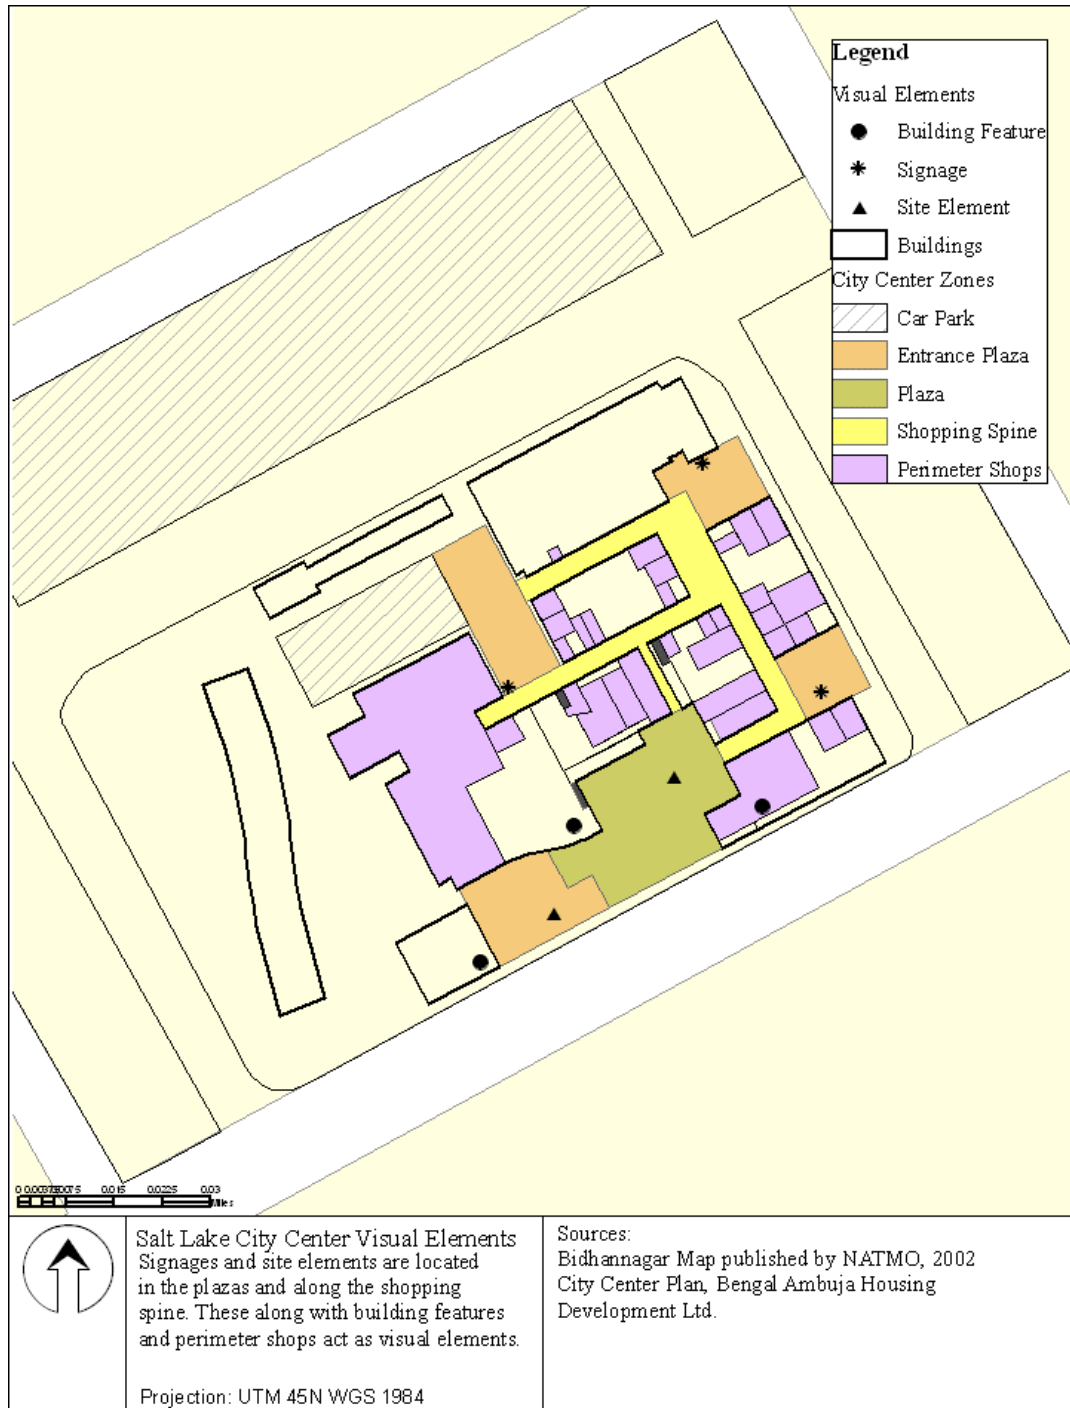 Legend
Visual Elements
Building Feature
Signage
Site Element
Buildings
City Center Zones
Car Park
Entrance Plaza
Plaza
Shopping Spine
Perimeter Shops
0.015 0.0225 0.03
Miles
Salt Lake City Center Visual Elements
Signages and site elements are located
in the plazas and along the shopping
spine. These along with building features
and perimeter shops act as visual elements.
Projection: UTM 45N WGS 1984
Sources:
Bidhannagar Map published by NATMO, 2002
City Center Plan, Bengal Ambuja Housing
Development Ltd.